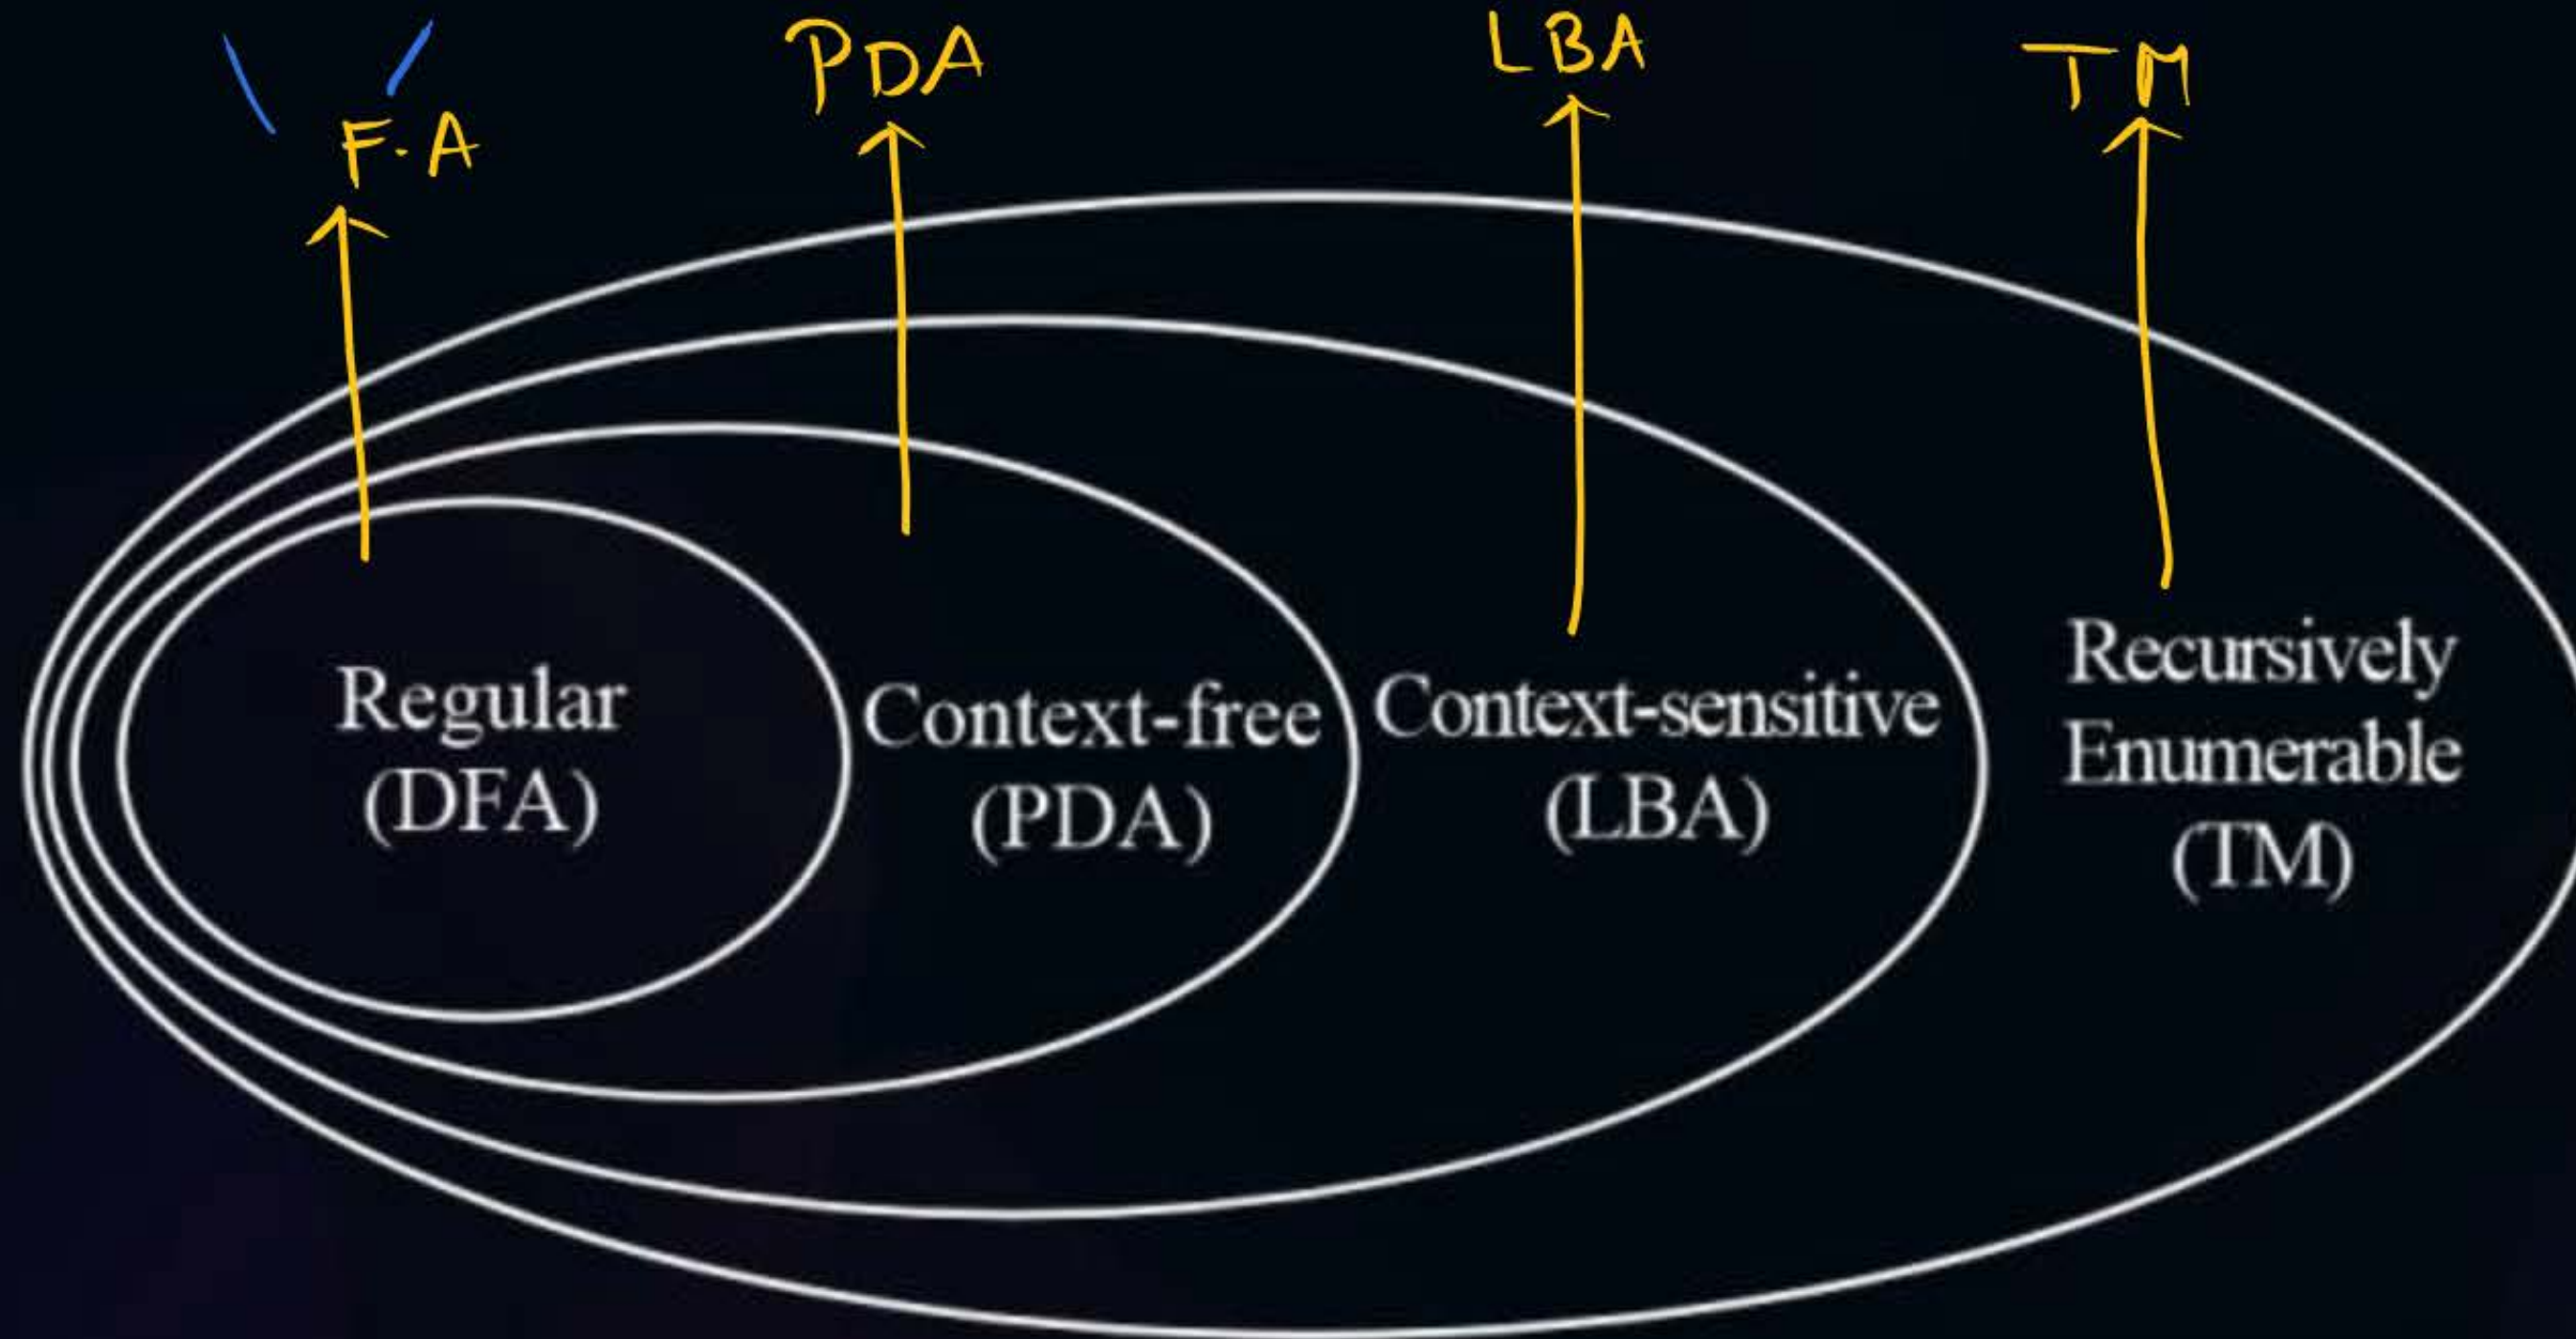 F.A
PDA
LBA
TM
Regular
(DFA)
Context-free
(PDA)
Context-sensitive
(LBA)
Recursively
Enumerable
(TM)